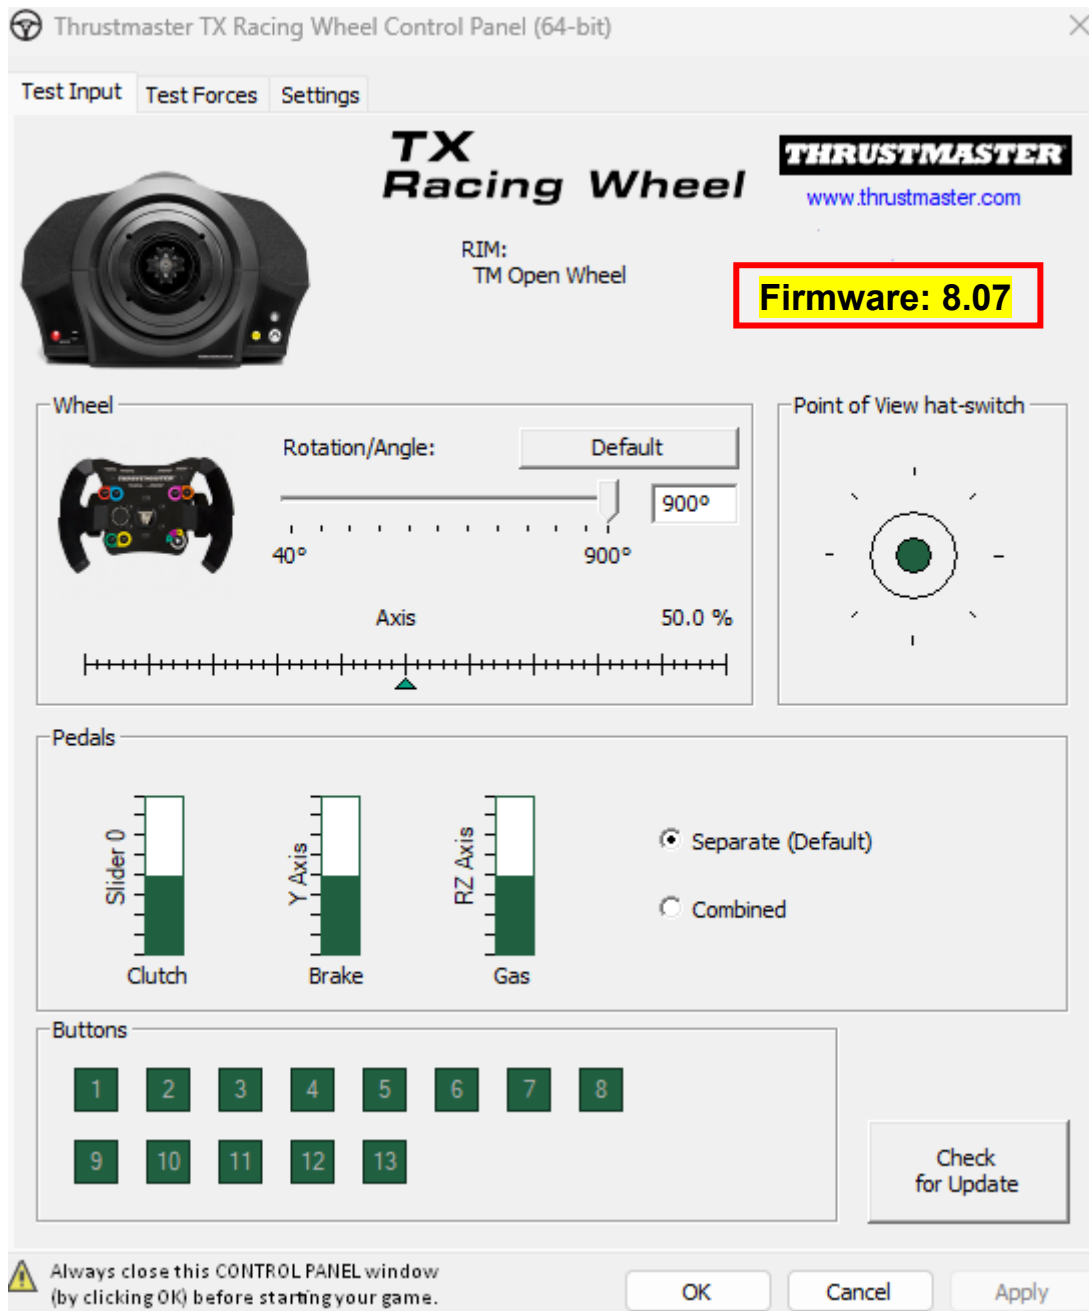 Thrustmaster TX Racing Wheel Control Panel (64-bit)
Test Input Test Forces Settings
TX
Racing Wheel
THRUSTMASTER
www.thrustmaster.com
RIM:
TM Open Wheel
Firmware: 8.07
Wheel
Rotation/Angle:
Default
900°
40°
900°
Axis
50.0 %
Point of View hat-switch
Pedals
Slider 0
Clutch
Y Axis
Brake
RZ Axis
Gas
Separate (Default)
Combined
Buttons
1 2 3 4 5 6 7 8
9 10 11 12 13
Check
for Update
Always close this CONTROL PANEL window
(by clicking OK) before starting your game.
OK Cancel Apply